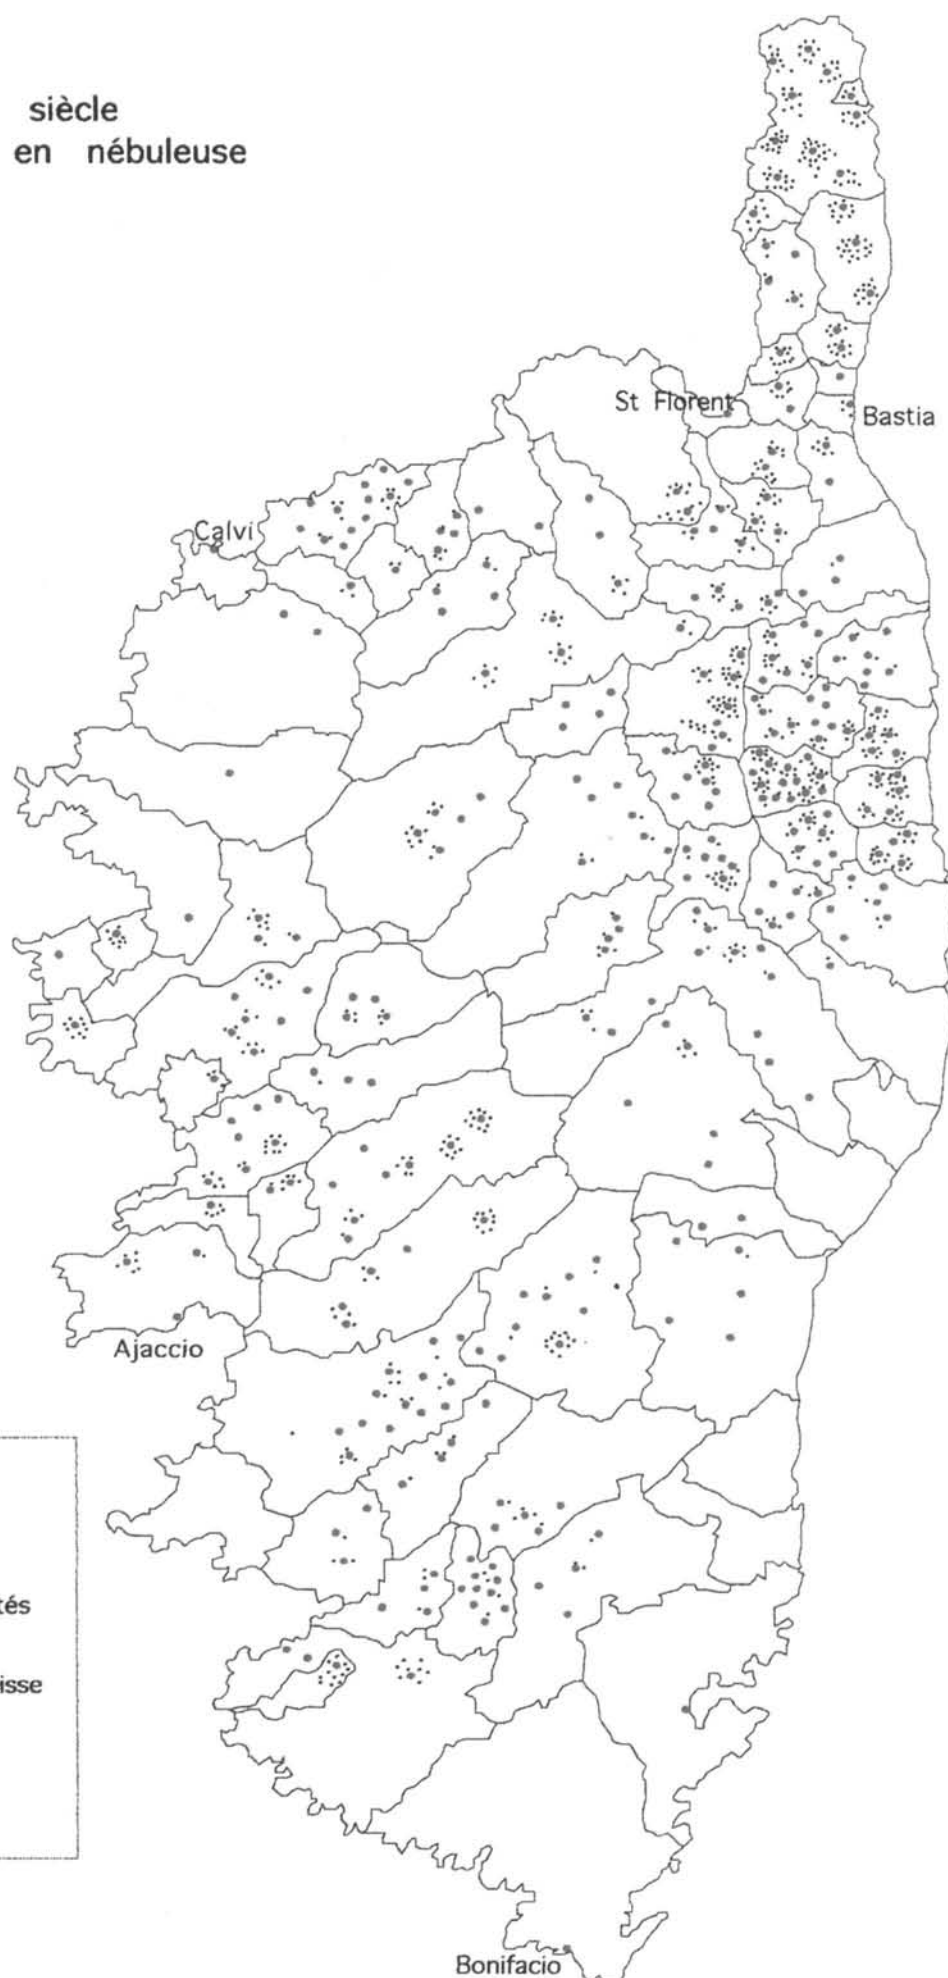 siècle
en nébuleuse
St Florent
Bastia
Calvi
Ajaccio
tés
isse
Bonifacio